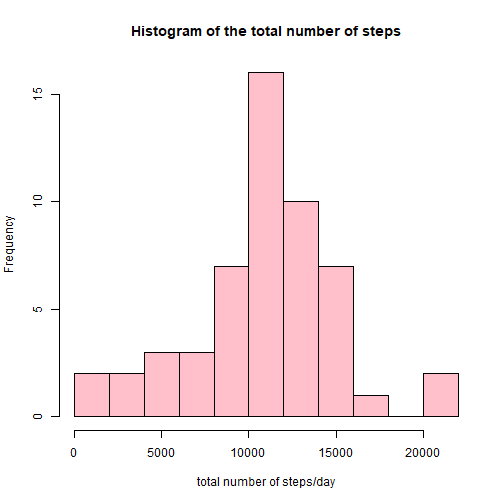 Histogram of the total number of steps
Frequency
15
10
5
0
0 5000 10000 15000 20000
total number of steps/day